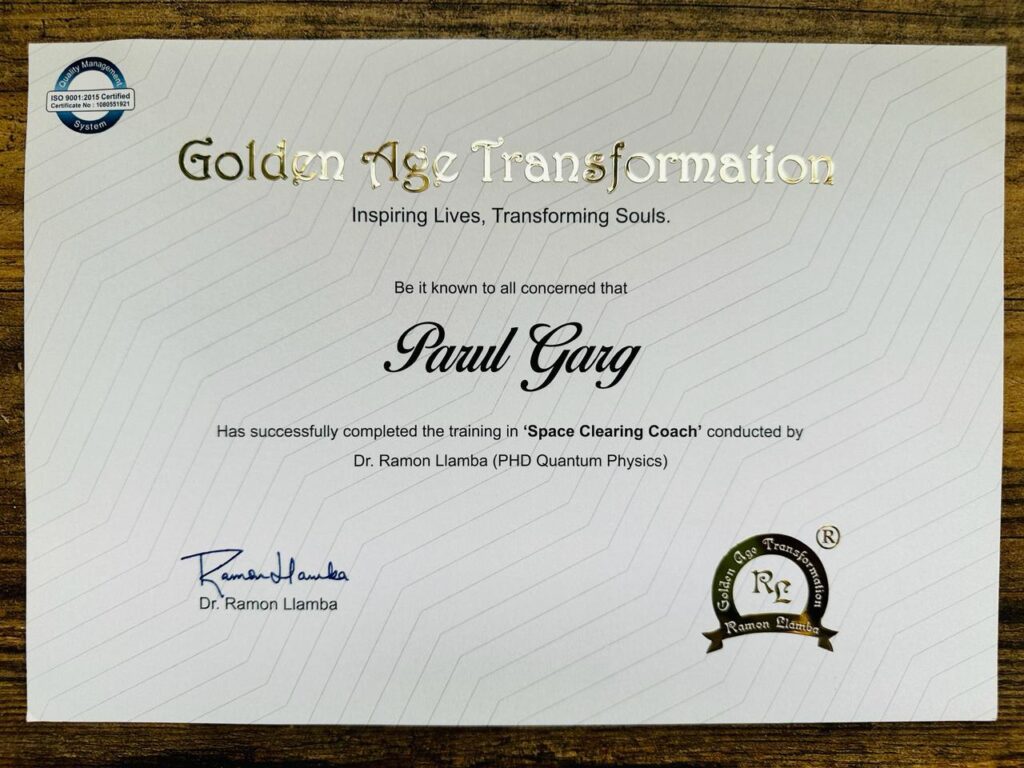 Quality Management
ISO 9001:2015 Certified
Certificate No : 1080551921
System
Golden Age Transformation
Inspiring Lives, Transforming Souls.
Be it known to all concerned that
Parul Garg
Has successfully completed the training in ‘Space Clearing Coach’ conducted by
Dr. Ramon Llamba (PHD Quantum Physics)
Ramon Llamba
Dr. Ramon Llamba
®
Golden Age Transformation
RL
Ramon Llamba